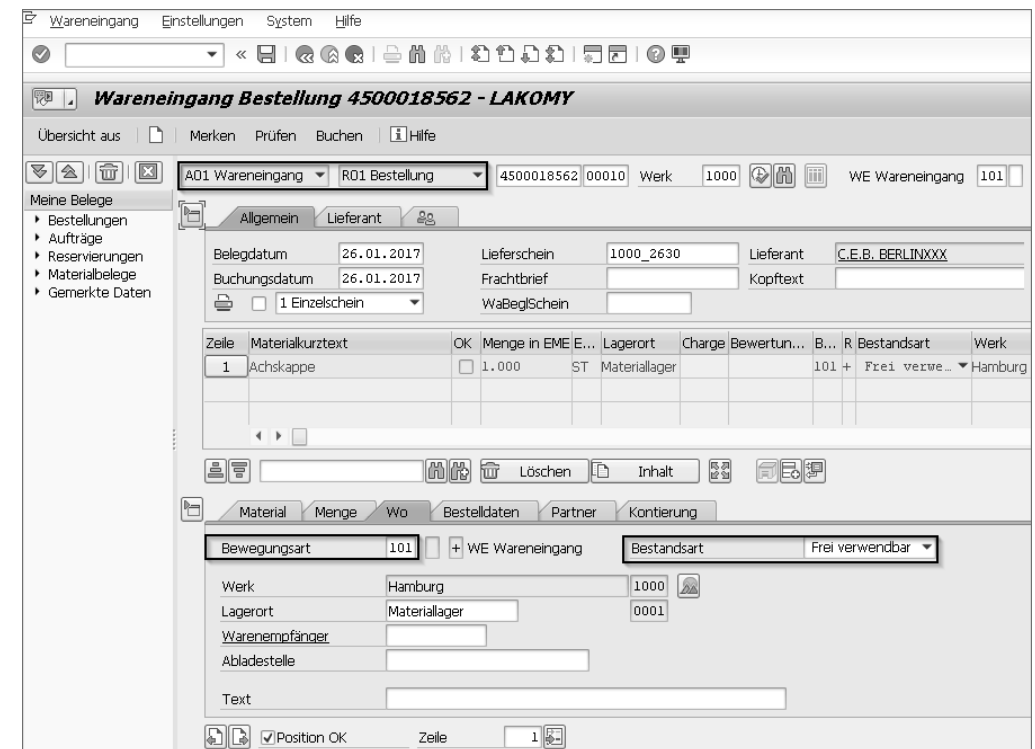 Wareneingang Einstellungen System Hilfe
Wareneingang Bestellung 4500018562 - LAKOMY
Übersicht aus Merken Prüfen Buchen Hilfe
A01 Wareneingang R01 Bestellung 4500018562 00010 Werk 1000 WE Wareneingang 101
Meine Belege
Bestellungen
Aufträge
Reservierungen
Materialbelege
Gemerkte Daten
Allgemein Lieferant
Belegdatum 26.01.2017 Lieferschein 1000_2630 Lieferant C.E.B. BERLINXXX
Buchungsdatum 26.01.2017 Frachtbrief Kopftext
1 Einzelschein WaBeglSchein
Zeile Materialkurztext OK Menge in EME E... Lagerort Charge Bewertun... B... R Bestandsart Werk
1 Achskappe 1.000 ST Materiallager 101 + Frei verwe… Hamburg
Löschen Inhalt
Material Menge Wo Bestelldaten Partner Kontierung
Bewegungsart 101 + WE Wareneingang Bestandsart Frei verwendbar
Werk Hamburg 1000
Lagerort Materiallager 0001
Warenempfänger
Abladestelle
Text
Position OK Zeile 1